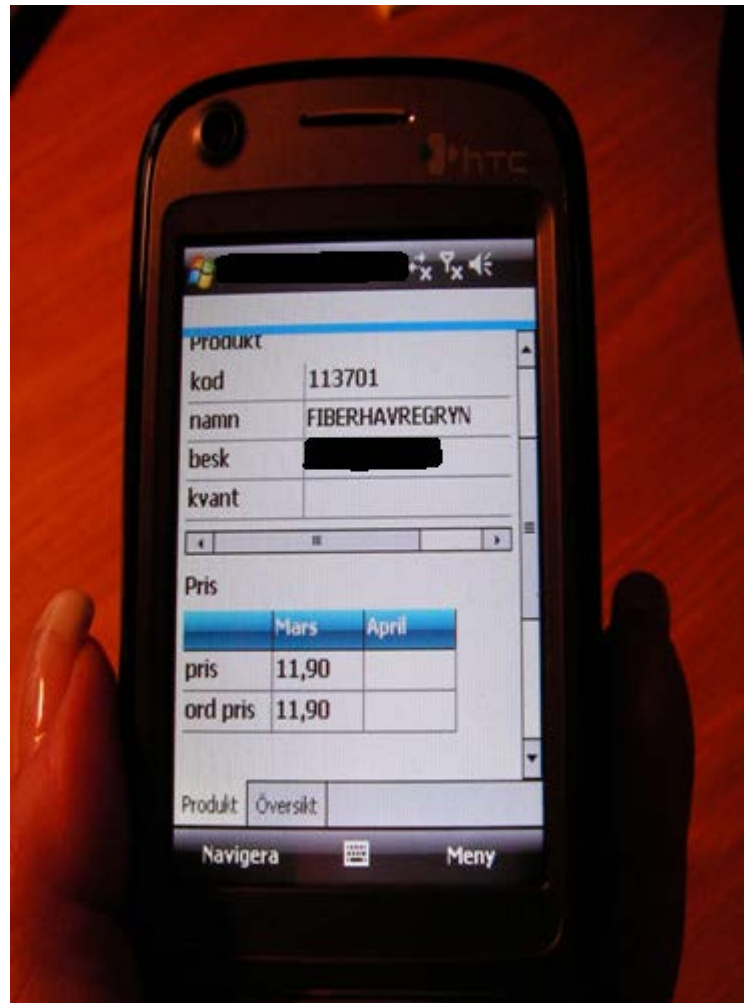 hTC
Produkt
kod 113701
namn FIBERHAVREGRYN
besk
kvant
Pris
Mars April
pris 11,90
ord pris 11,90
Produkt Översikt
Navigera Meny